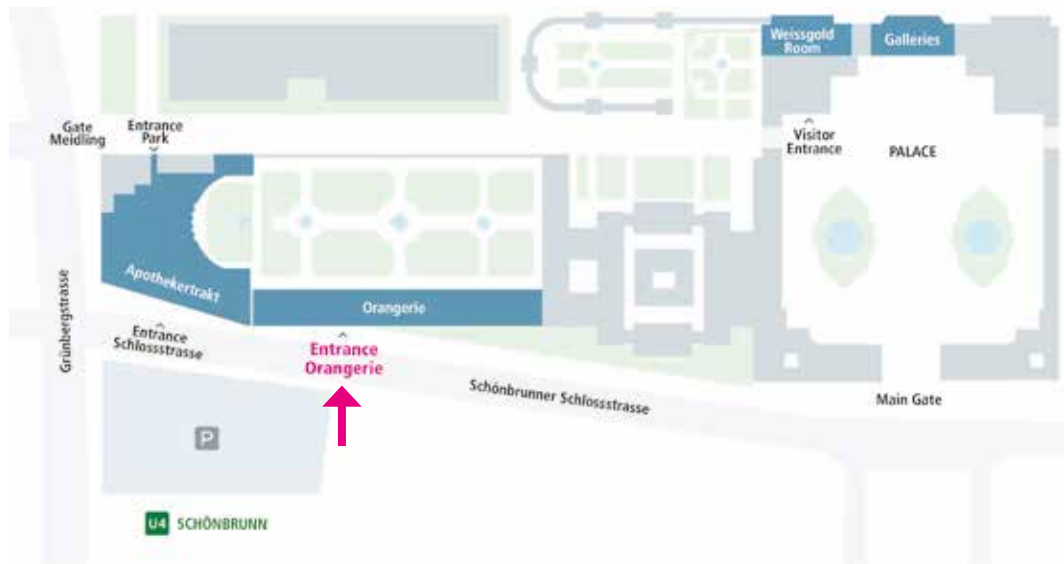 Weissgold
Room
Galleries
Gate
Meidling
Entrance
Park
Visitor
Entrance
PALACE
Apothekertrakt
Orangerie
Grünbergstrasse
Entrance
Schlossstrasse
Entrance
Orangerie
Schönbrunner Schlossstrasse
Main Gate
P
U4 SCHÖNBRUNN